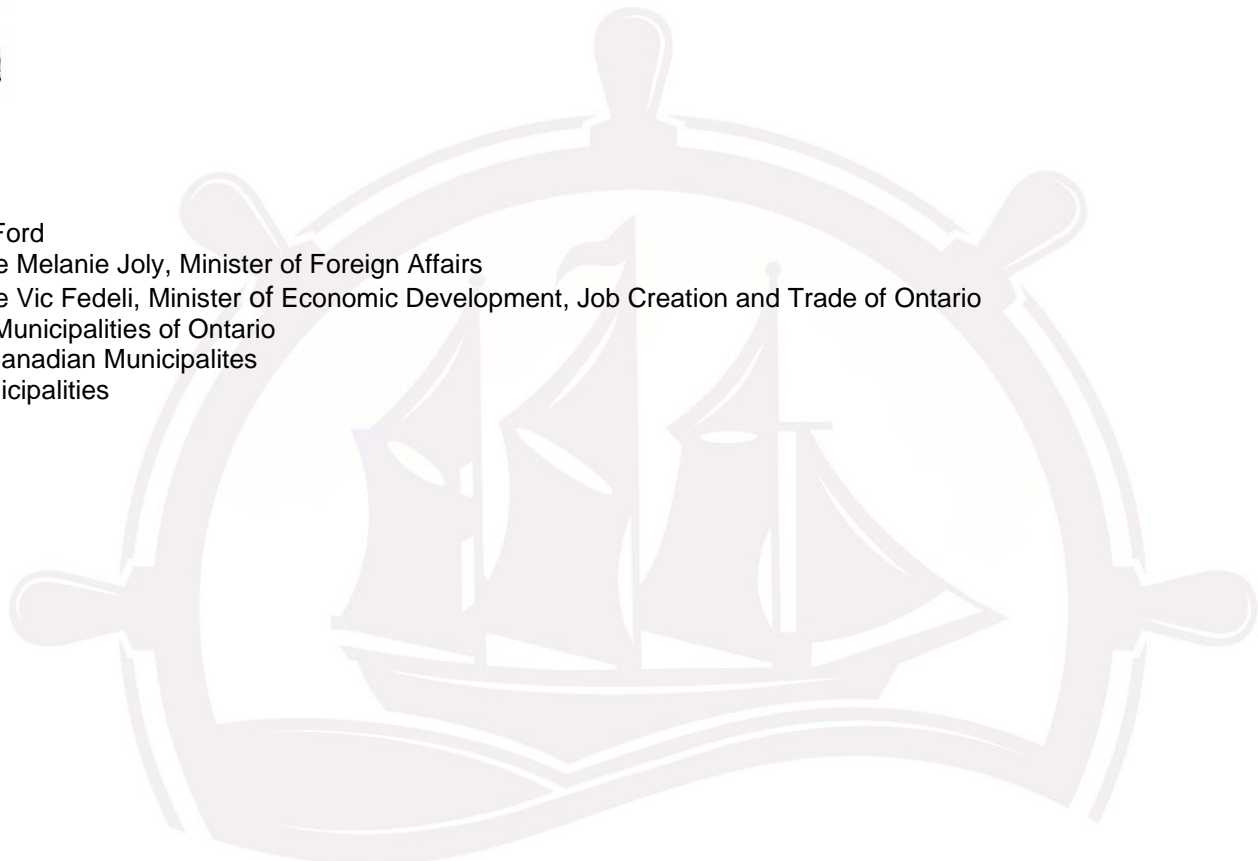 Ford
e Melanie Joly, Minister of Foreign Affairs
e Vic Fedeli, Minister of Economic Development, Job Creation and Trade of Ontario
Municipalities of Ontario
anadian Municipalites
icipalities